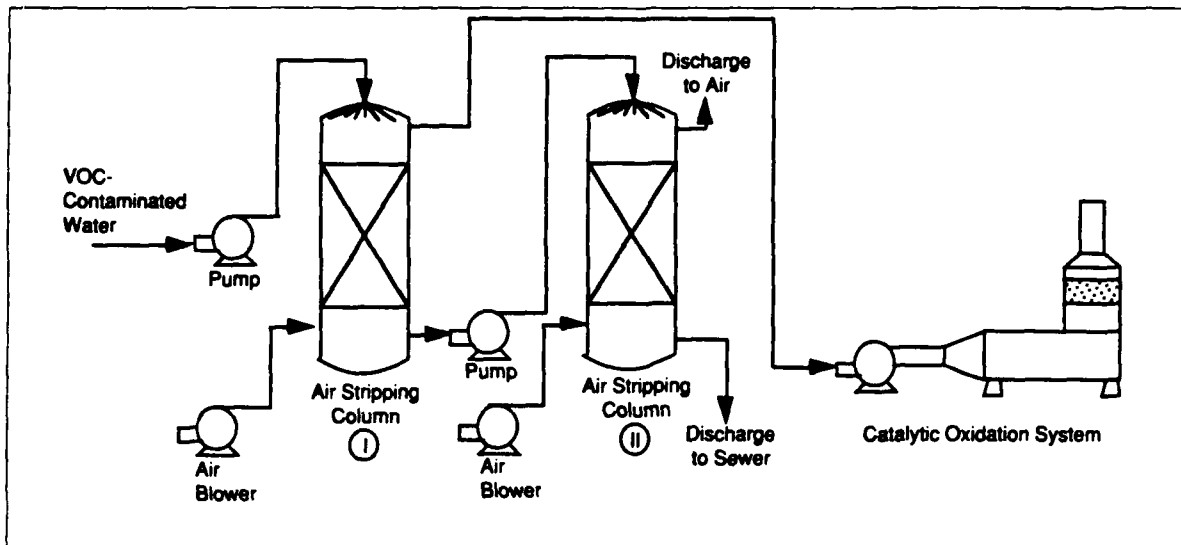 Discharge
to Air
VOC-
Contaminated
Water
Pump
Pump
Air Stripping
Column
I
Air
Blower
Air Stripping
Column
II
Air
Blower
Discharge
to Sewer
Catalytic Oxidation System